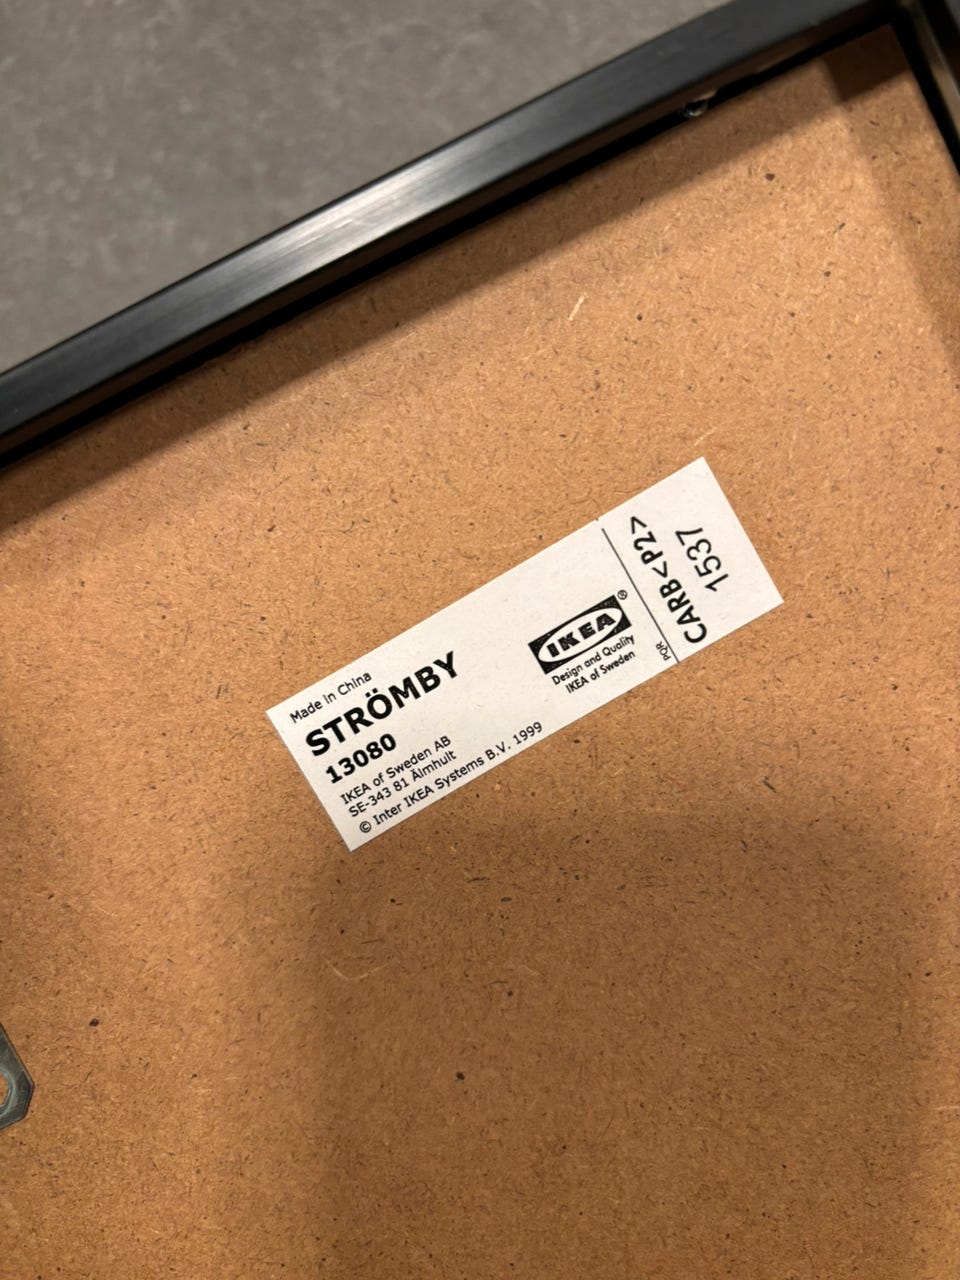 Made in China
STRÖMBY
13080
IKEA of Sweden AB
SE-343 81 Älmhult
© Inter IKEA Systems B.V. 1999
IKEA®
Design and Quality
IKEA of Sweden
PQR
CARB<P2>
1537